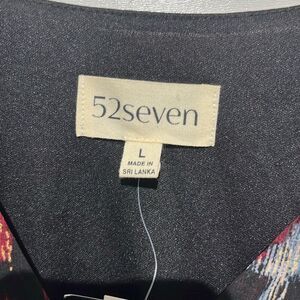 52seven
L
MADE IN
SRI LANKA